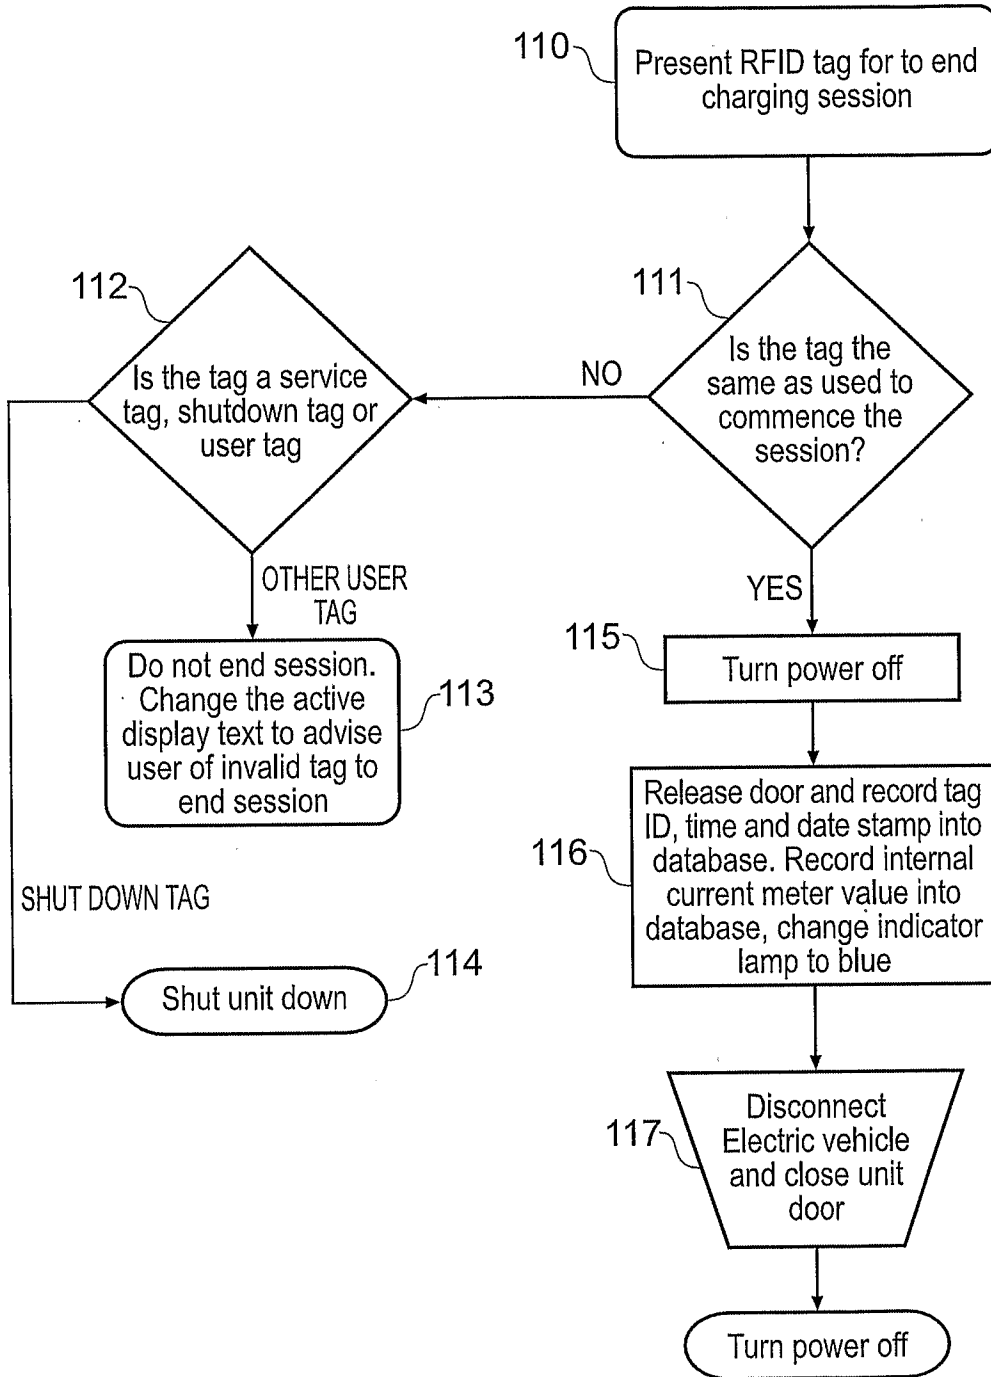 110
Present RFID tag for to end
charging session
111
Is the tag the
same as used to
commence the
session?
NO
112
Is the tag a service
tag, shutdown tag or
user tag
OTHER USER
TAG
YES
115
Turn power off
Do not end session.
Change the active
display text to advise
user of invalid tag to
end session
113
116
Release door and record tag
ID, time and date stamp into
database. Record internal
current meter value into
database, change indicator
lamp to blue
SHUT DOWN TAG
Shut unit down
114
117
Disconnect
Electric vehicle
and close unit
door
Turn power off